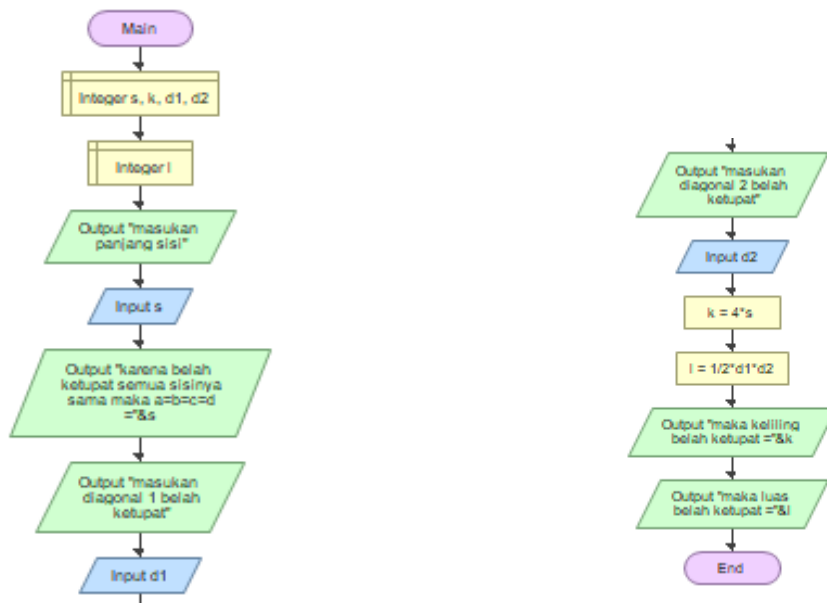 Main
Integer s, k, d1, d2
Integer l
Output "masukan
panjang sisi"
Input s
Output "karena belah
ketupat semua sisinya
sama maka a=b=c=d
="&s
Output "masukan
diagonal 1 belah
ketupat"
Input d1
Output "masukan
diagonal 2 belah
ketupat"
Input d2
k = 4*s
l = 1/2*d1*d2
Output "maka keliling
belah ketupat ="&k
Output "maka luas
belah ketupat ="&l
End